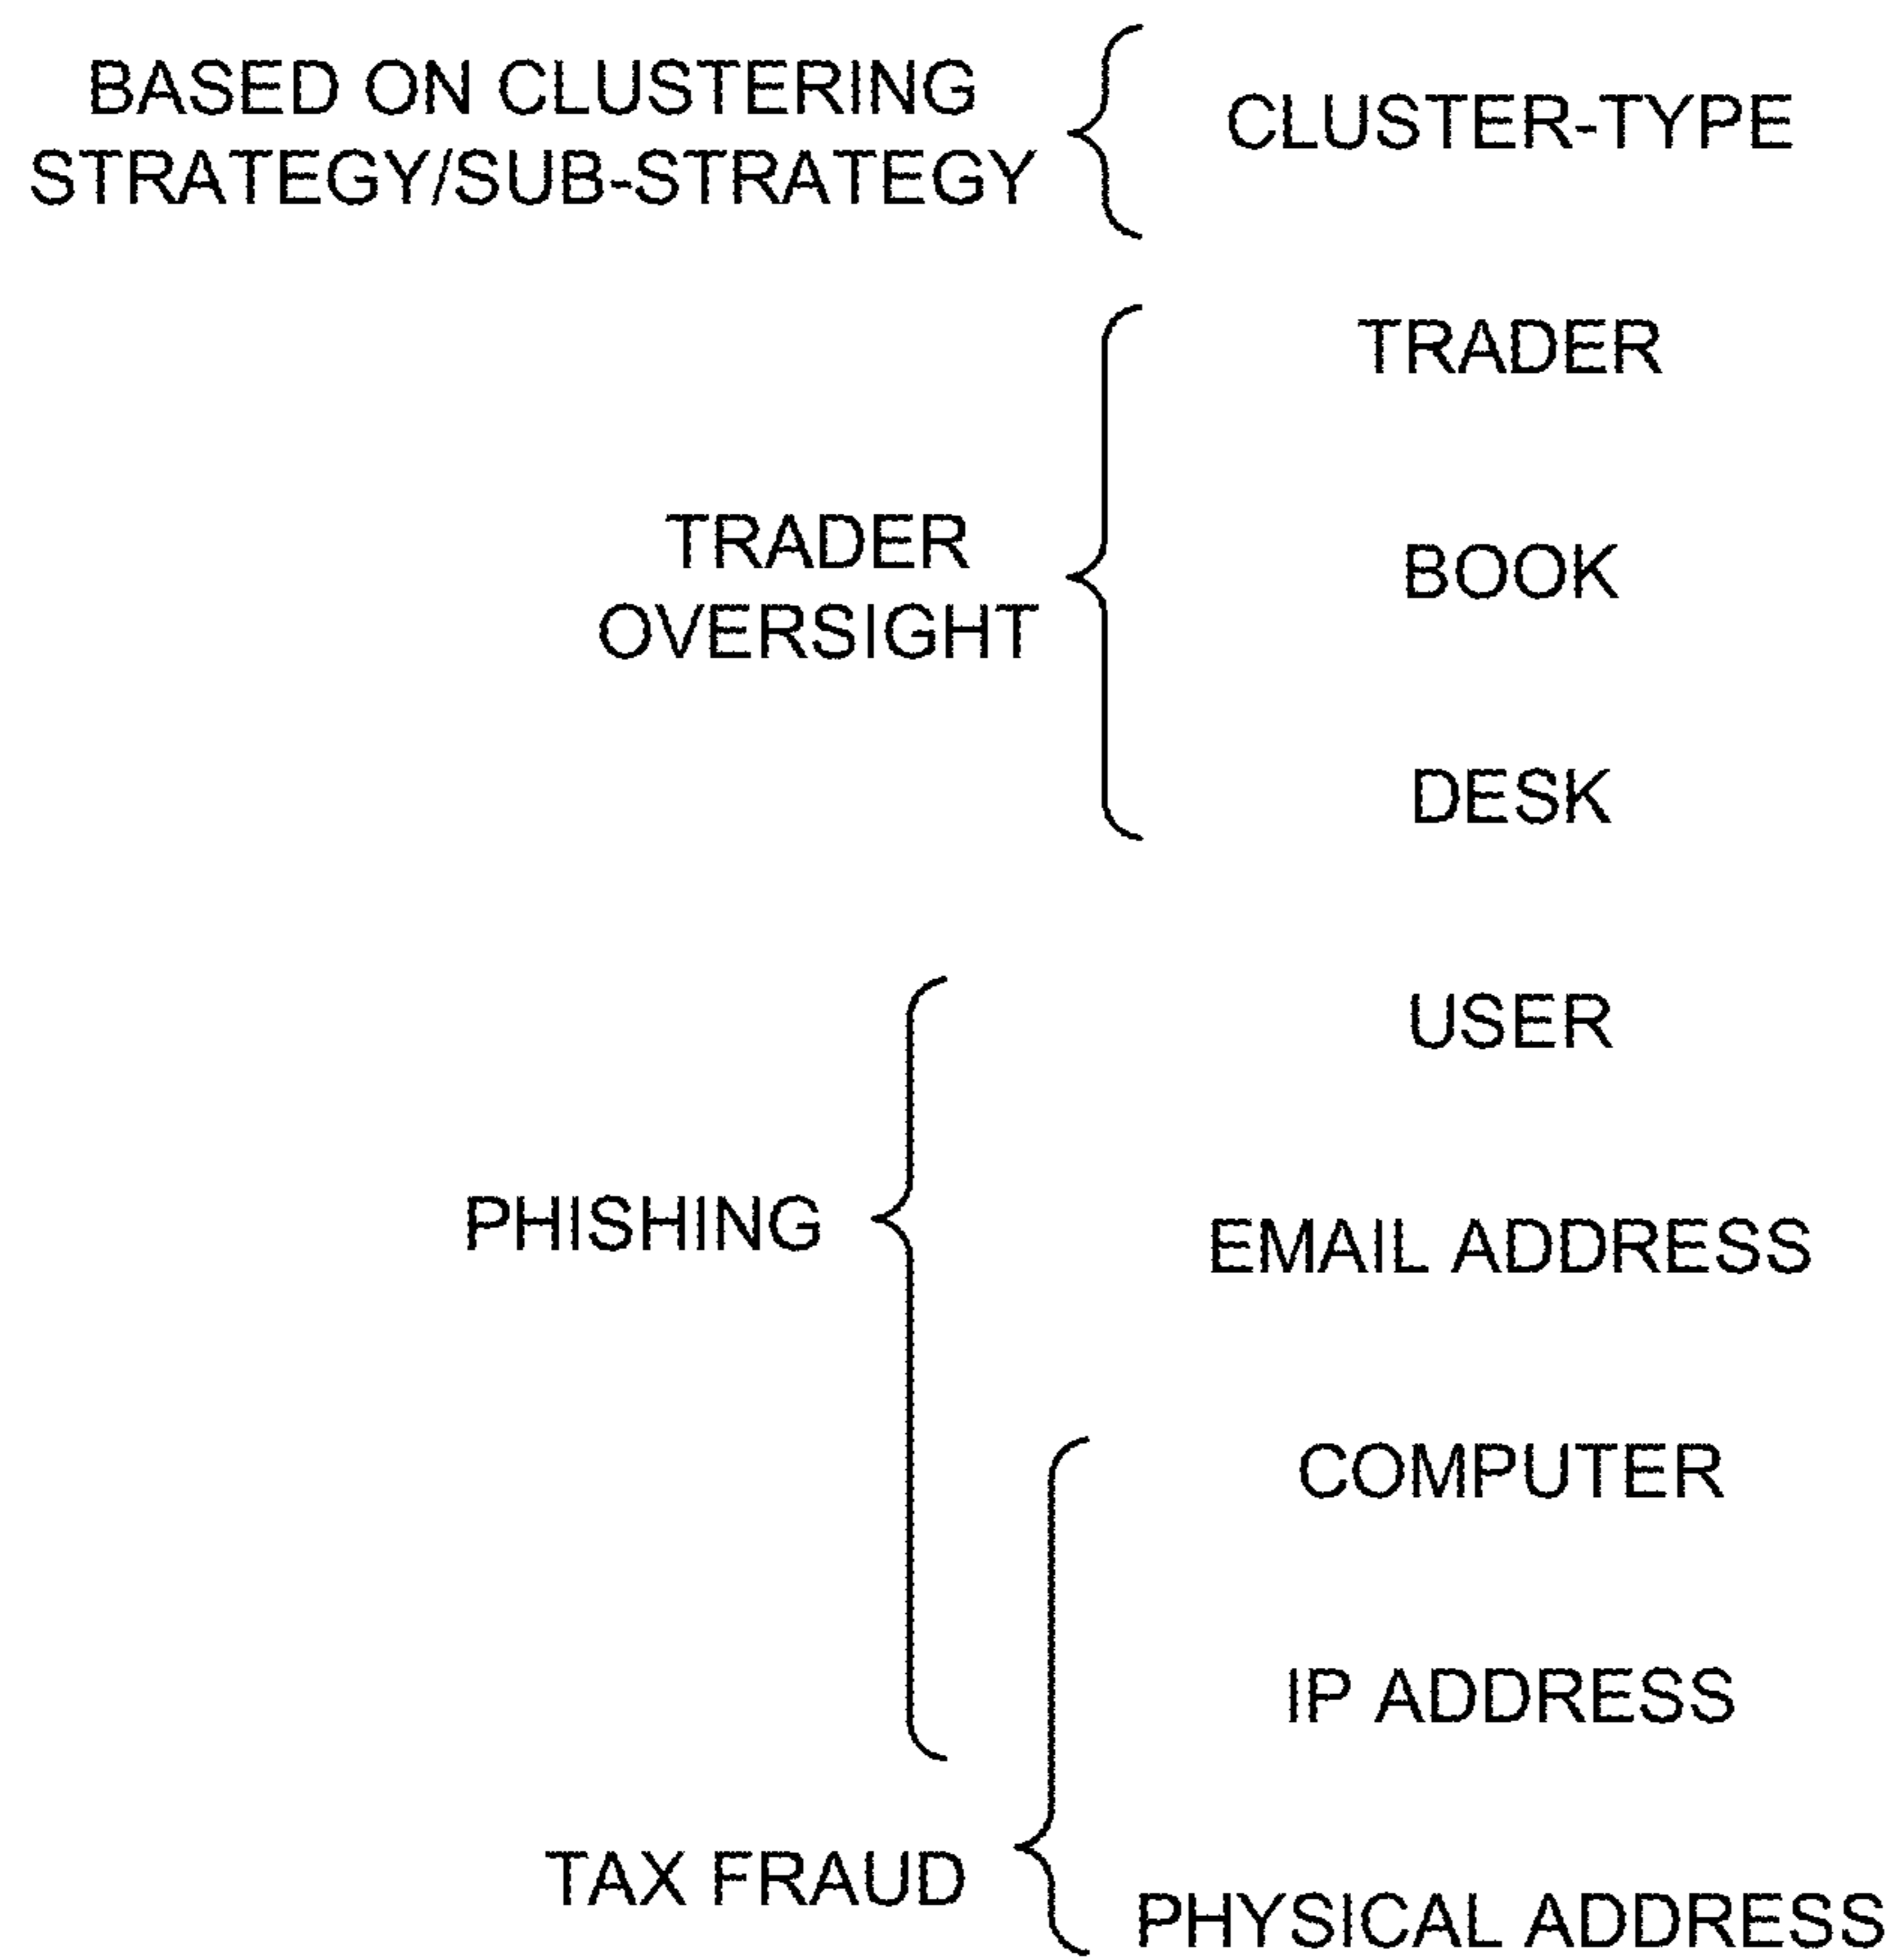 BASED ON CLUSTERING
STRATEGY/SUB-STRATEGY
CLUSTER-TYPE
TRADER
OVERSIGHT
TRADER
BOOK
DESK
PHISHING
USER
EMAIL ADDRESS
COMPUTER
IP ADDRESS
TAX FRAUD
PHYSICAL ADDRESS